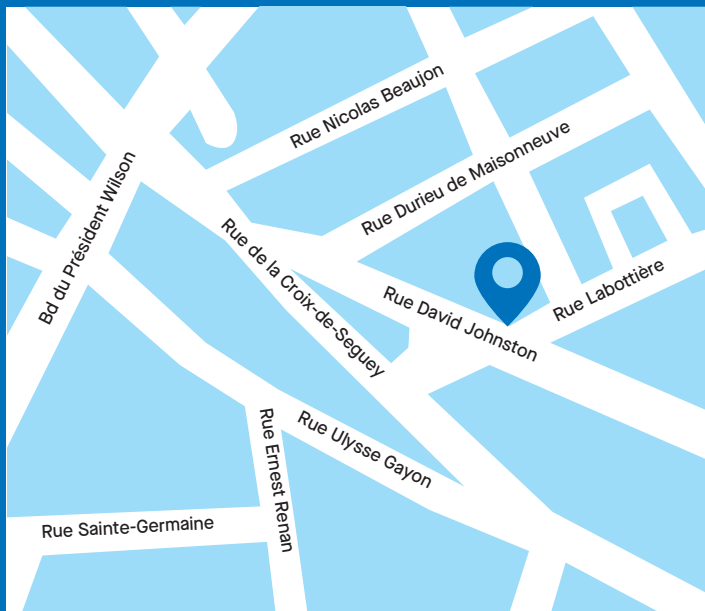 Rue Nicolas Beaujon
Rue Durieu de Maisonneuve
Bd du Président Wilson
Rue de la Croix-de-Seguey
Rue Labottière
Rue David Johnston
Rue Ulysse Gayon
Rue Ernest Renan
Rue Sainte-Germaine